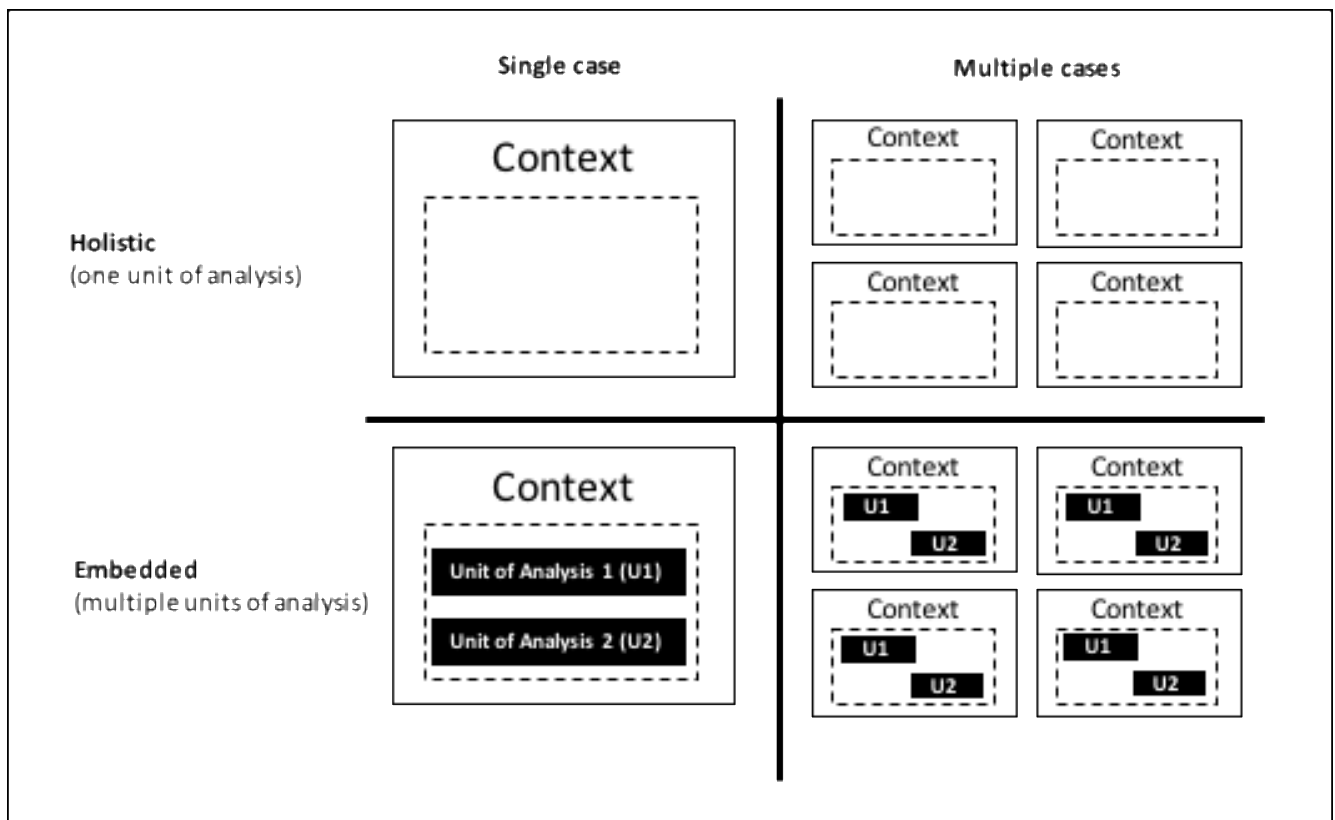 Single case
Multiple cases
Context
Context
Context
Holistic
(one unit of analysis)
Context
Context
Context
Context
Context
Embedded
(multiple units of analysis)
Unit of Analysis 1 (U1)
Unit of Analysis 2 (U2)
U1
U2
U1
U2
Context
Context
U1
U2
U1
U2